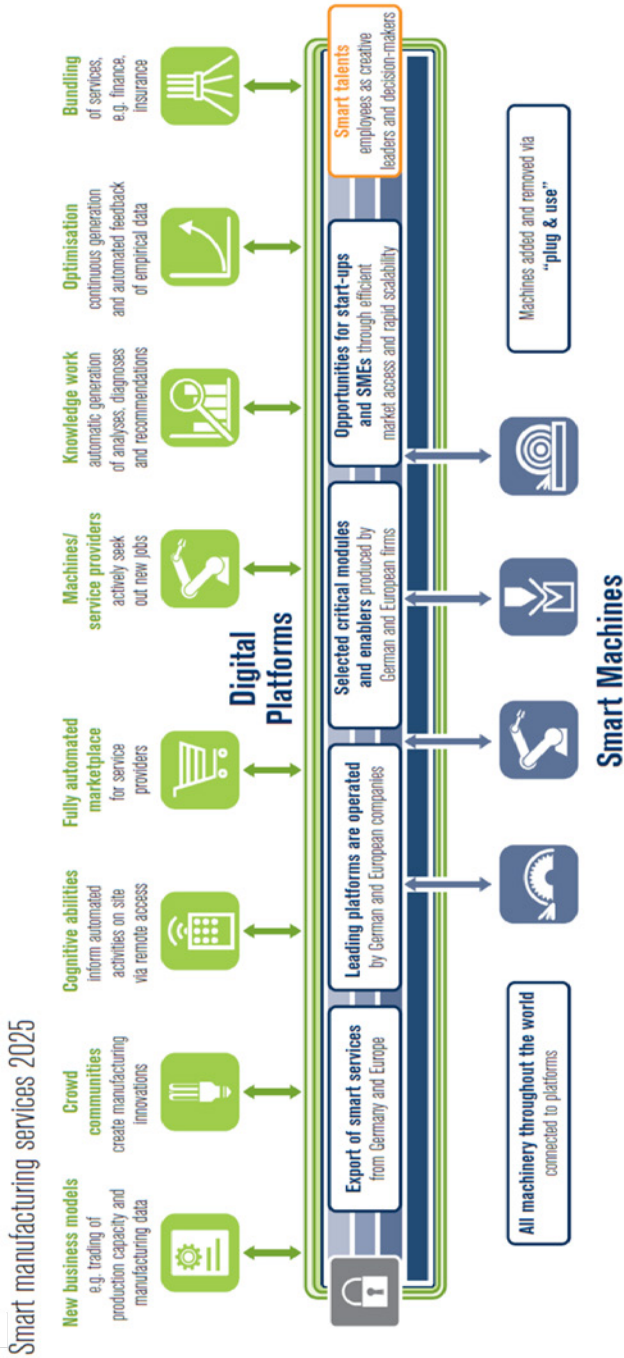 Smart manufacturing services 2025
New business models
e.g. trading of
production capacity and
manufacturing data
Crowd
communities
create manufacturing
innovations
Cognitive abilities
inform automated
activities on site
via remote access
Fully automated
marketplace
for service
providers
Machines/
service providers
actively seek
out new jobs
Knowledge work
automatic generation
of analyses, diagnoses
and recommendations
Optimisation
continuous generation
and automated feedback
of empirical data
Bundling
of services,
e.g. finance,
insurance
Digital
Platforms
Export of smart services
from Germany and Europe
Leading platforms are operated
by German and European companies
Selected critical modules
and enablers produced by
German and European firms
Opportunities for start-ups
and SMEs through efficient
market access and rapid scalability
Smart talents
employees as creative
leaders and decision-makers
All machinery throughout the world
connected to platforms
Machines added and removed via
“plug & use”
Smart Machines